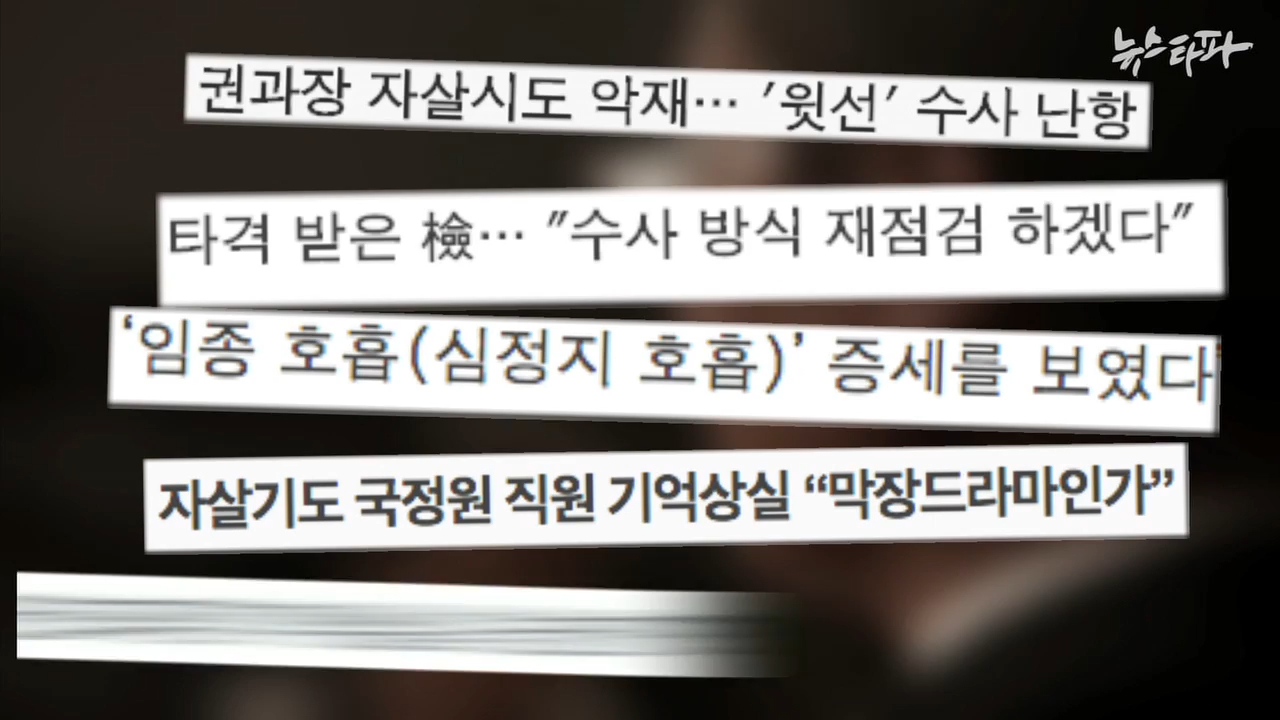 뉴스타파
권과장 자살시도 악재… '윗선' 수사 난항
타격 받은 檢… "수사 방식 재점검 하겠다"
‘임종 호흡(심정지 호흡)’ 증세를 보였다
자살기도 국정원 직원 기억상실 “막장드라마인가”